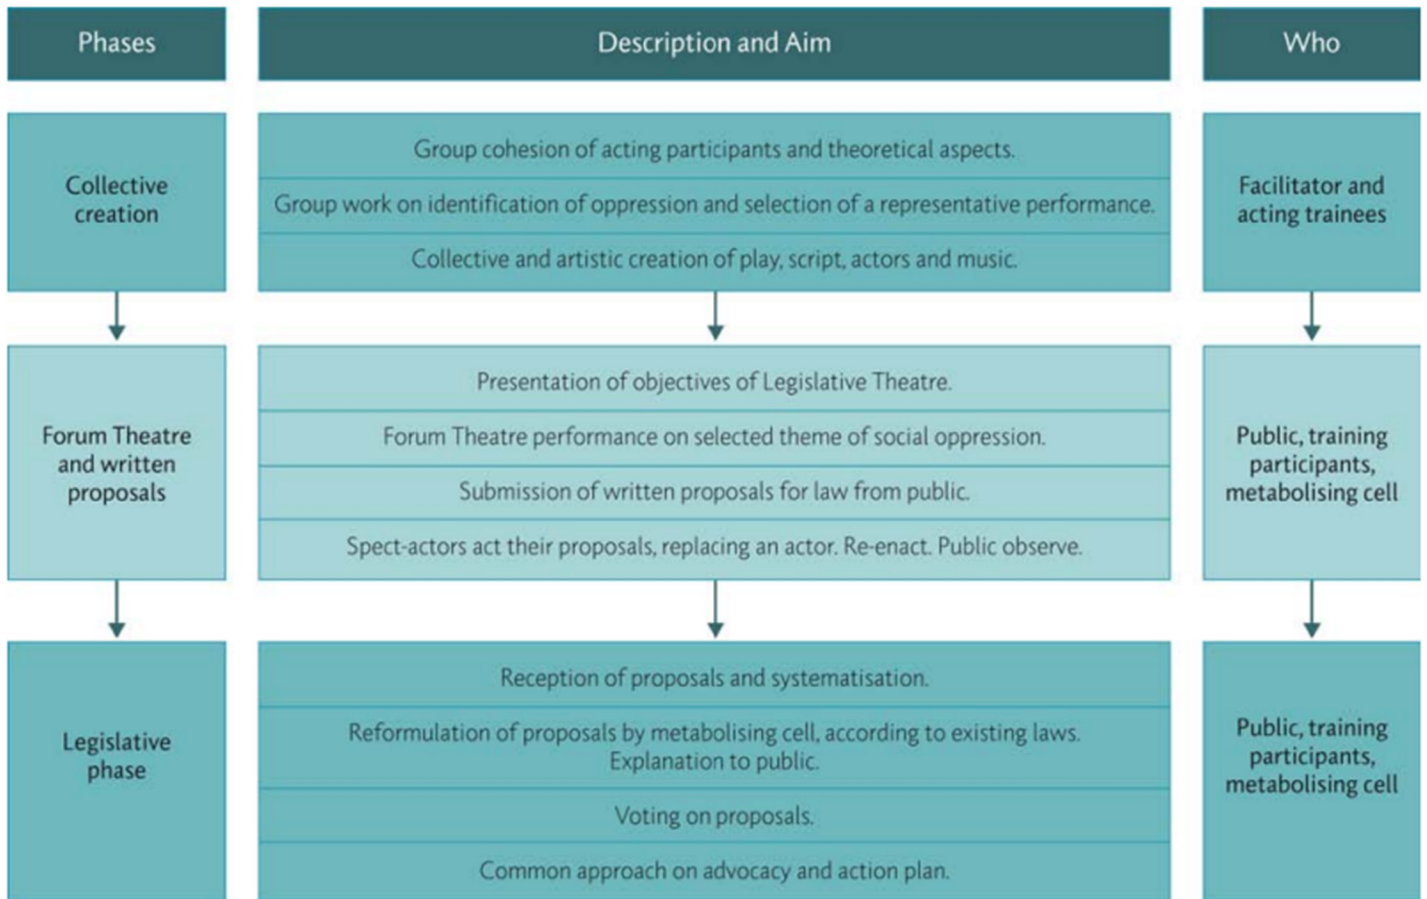 Phases
Description and Aim
Who
Collective
creation
Group cohesion of acting participants and theoretical aspects.
Group work on identification of oppression and selection of a representative performance.
Collective and artistic creation of play, script, actors and music.
Facilitator and
acting trainees
Forum Theatre
and written
proposals
Presentation of objectives of Legislative Theatre.
Forum Theatre performance on selected theme of social oppression.
Submission of written proposals for law from public.
Spect-actors act their proposals, replacing an actor. Re-enact. Public observe.
Public, training
participants,
metabolising cell
Legislative
phase
Reception of proposals and systematisation.
Reformulation of proposals by metabolising cell, according to existing laws.
Explanation to public.
Voting on proposals.
Common approach on advocacy and action plan.
Public, training
participants,
metabolising cell